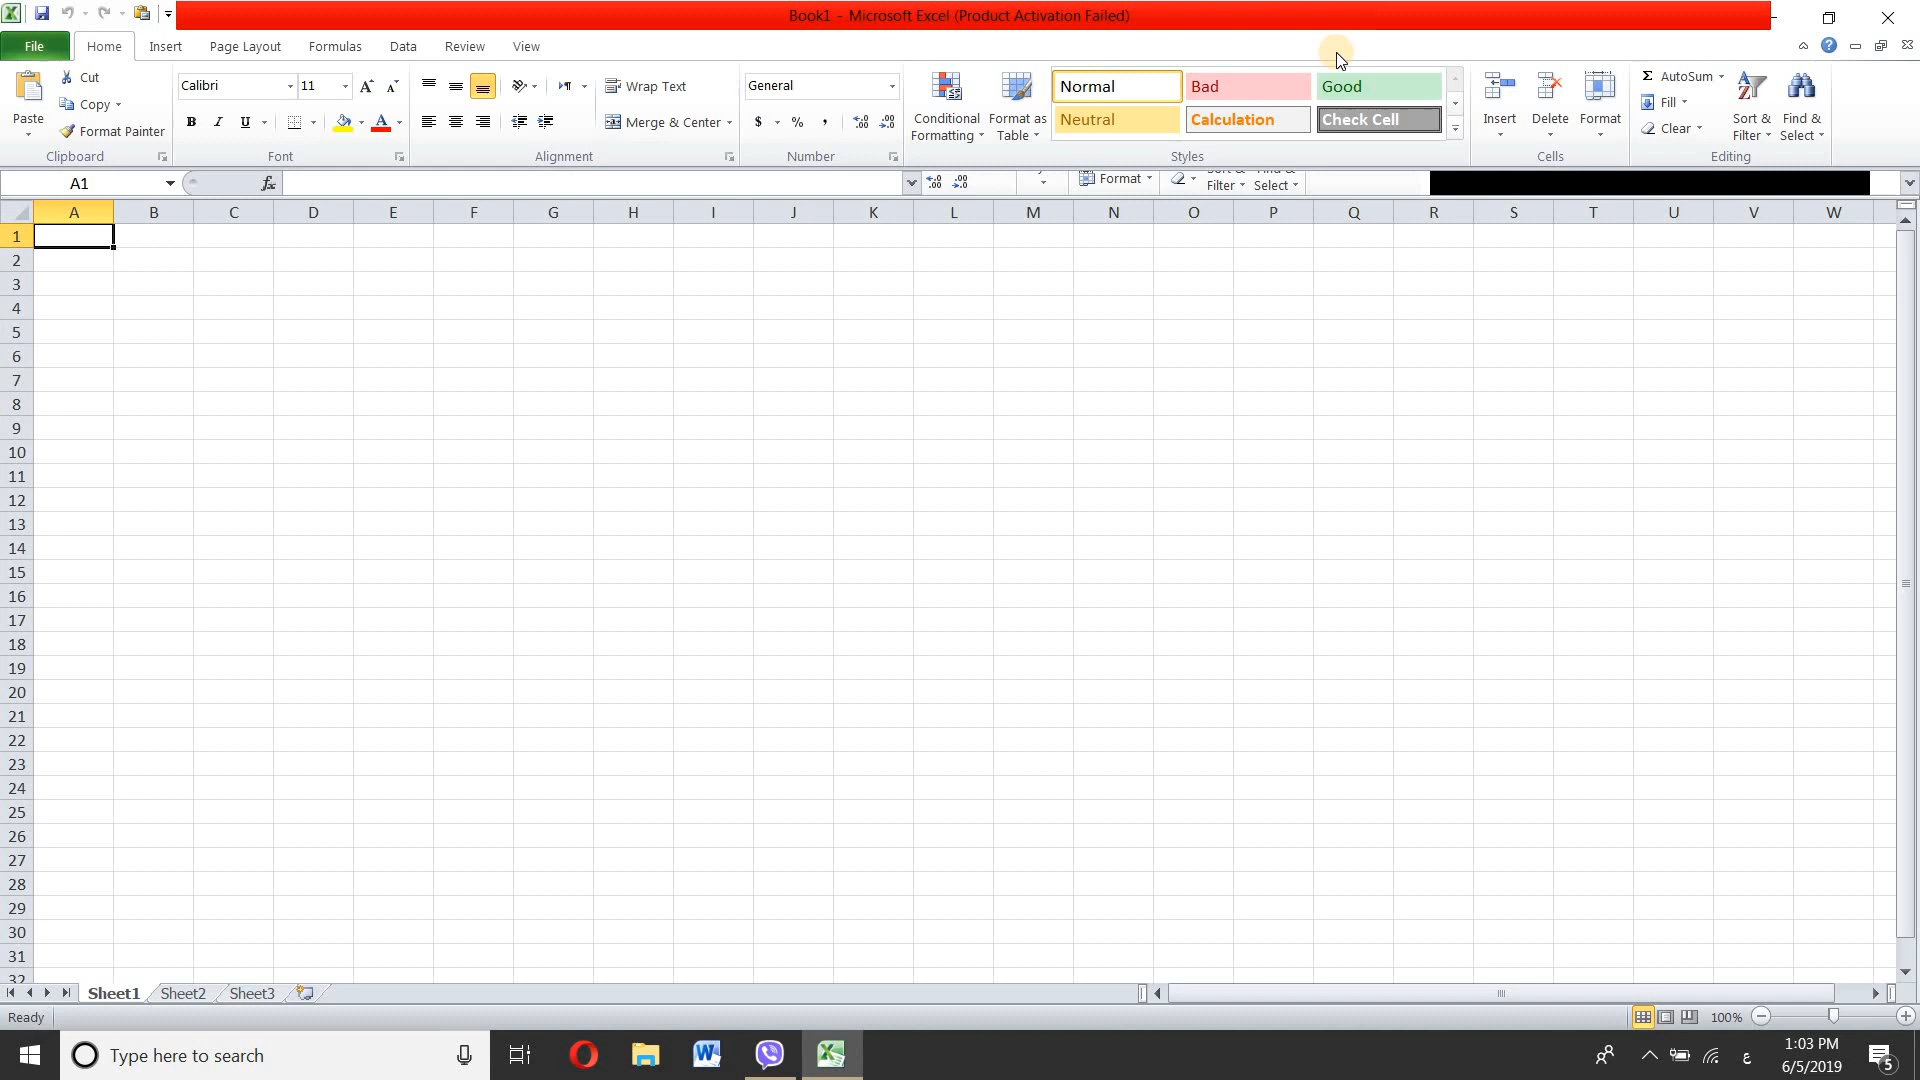 Book1 - Microsoft Excel (Product Activation Failed)
File Home Insert Page Layout Formulas Data Review View
Paste
Cut
Copy
Format Painter
Clipboard
Calibri 11
B I U A
Font
Wrap Text
Merge & Center
Alignment
General
$ % ,
Number
Conditional Formatting
Format as Table
Normal Bad Good
Neutral Calculation Check Cell
Styles
Insert Delete Format
Cells
Σ AutoSum
Fill
Clear
Sort & Filter
Find & Select
Editing
A1 fx Format Filter Select
A B C D E F G H I J K L M N O P Q R S T U V W
1
2
3
4
5
6
7
8
9
10
11
12
13
14
15
16
17
18
19
20
21
22
23
24
25
26
27
28
29
30
31
32
Sheet1 Sheet2 Sheet3
Ready 100%
Type here to search
ع
1:03 PM
6/5/2019
5